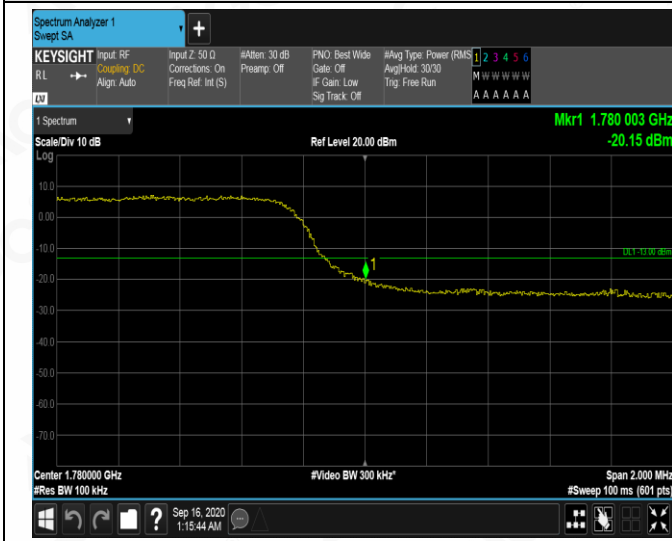 Spectrum Analyzer 1
Swept SA
+
KEYSIGHT
RL
LXI
Input: RF
Coupling: DC
Align: Auto
Input Z: 50 Ω
Corrections: On
Freq Ref: Int (S)
#Atten: 30 dB
Preamp: Off
PNO: Best Wide
Gate: Off
IF Gain: Low
Sig Track: Off
#Avg Type: Power (RMS
Avg|Hold: 30/30
Trig: Free Run
1 2 3 4 5 6
M W W W W W
A A A A A A
1 Spectrum
Scale/Div 10 dB
Ref Level 20.00 dBm
Mkr1 1.780 003 GHz
-20.15 dBm
Log
10.0
0.00
-10.0
DL1 -13.00 dBm
1
-20.0
-30.0
-40.0
-50.0
-60.0
-70.0
Center 1.780000 GHz
#Video BW 300 kHz*
Span 2.000 MHz
#Res BW 100 kHz
#Sweep 100 ms (601 pts)
?
Sep 16, 2020
1:15:44 AM